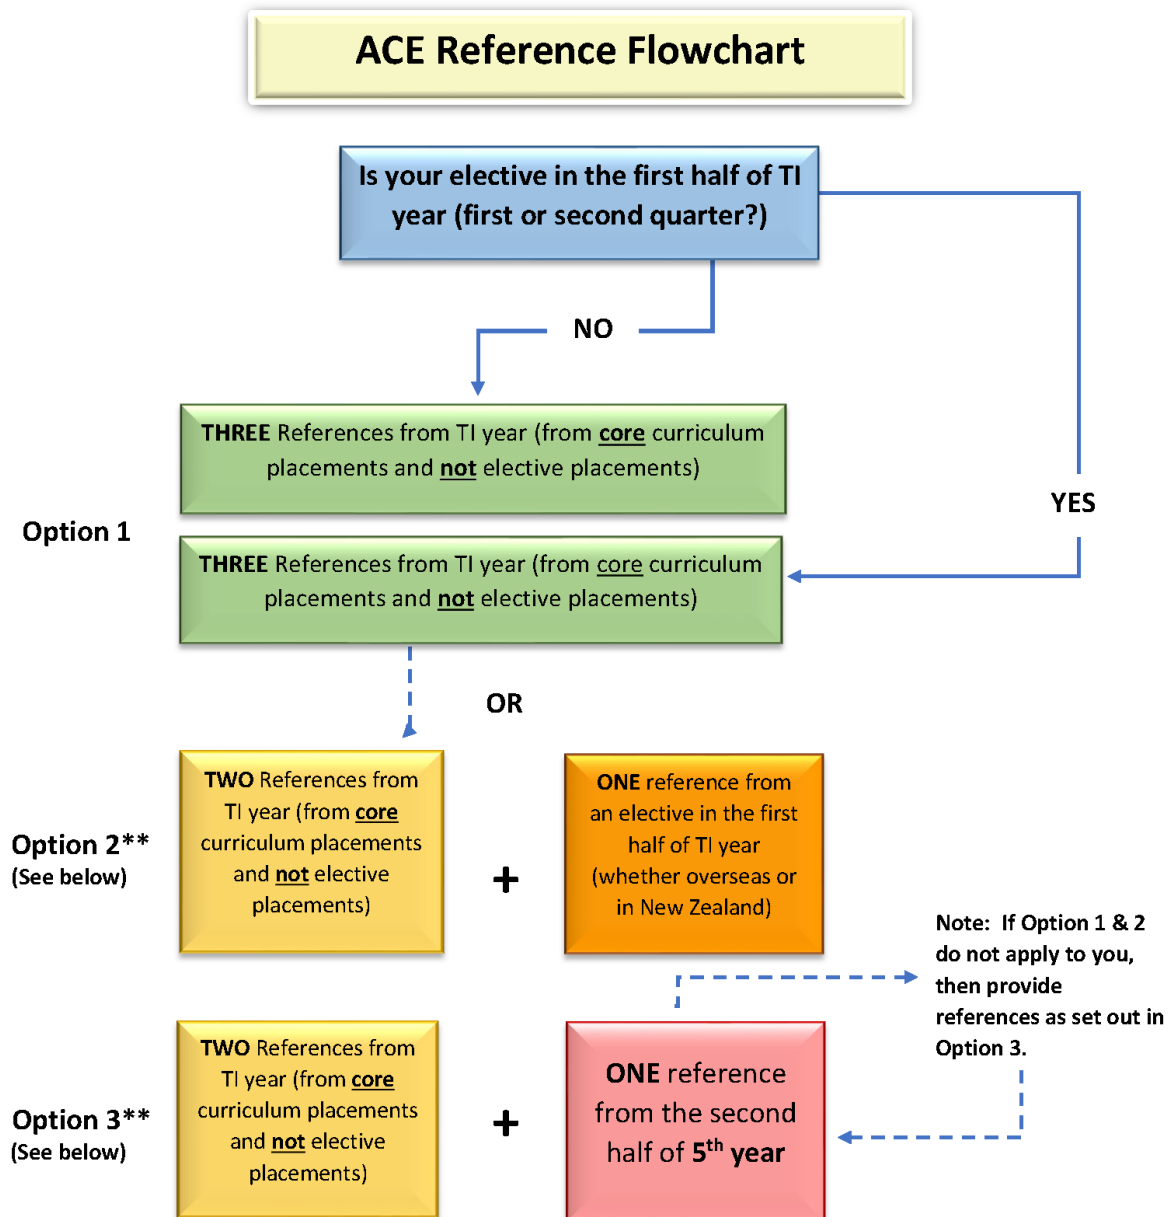 ACE Reference Flowchart
Is your elective in the first half of TI
year (first or second quarter?)
NO
THREE References from TI year (from core curriculum
placements and not elective placements)
YES
Option 1
THREE References from TI year (from core curriculum
placements and not elective placements)
OR
Option 2**
(See below)
TWO References from
TI year (from core
curriculum placements
and not elective
placements)
+
ONE reference from
an elective in the first
half of TI year
(whether overseas or
in New Zealand)
Note: If Option 1 & 2
do not apply to you,
then provide
references as set out in
Option 3.
Option 3**
(See below)
TWO References from
TI year (from core
curriculum placements
and not elective
placements)
+
ONE reference
from the second
half of 5th year